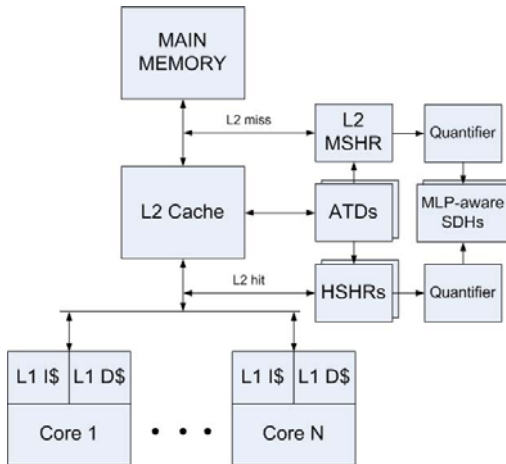 MAIN
MEMORY
L2 miss
L2
MSHR
Quantifier
L2 Cache
ATDs
MLP-aware
SDHs
L2 hit
HSHRs
Quantifier
L1 I$ L1 D$
L1 I$ L1 D$
Core 1
• • •
Core N